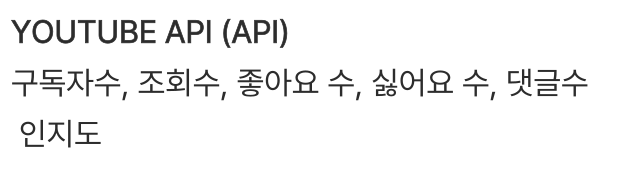 YOUTUBE API (API)
구독자수, 조회수, 좋아요 수, 싫어요 수, 댓글수
인지도